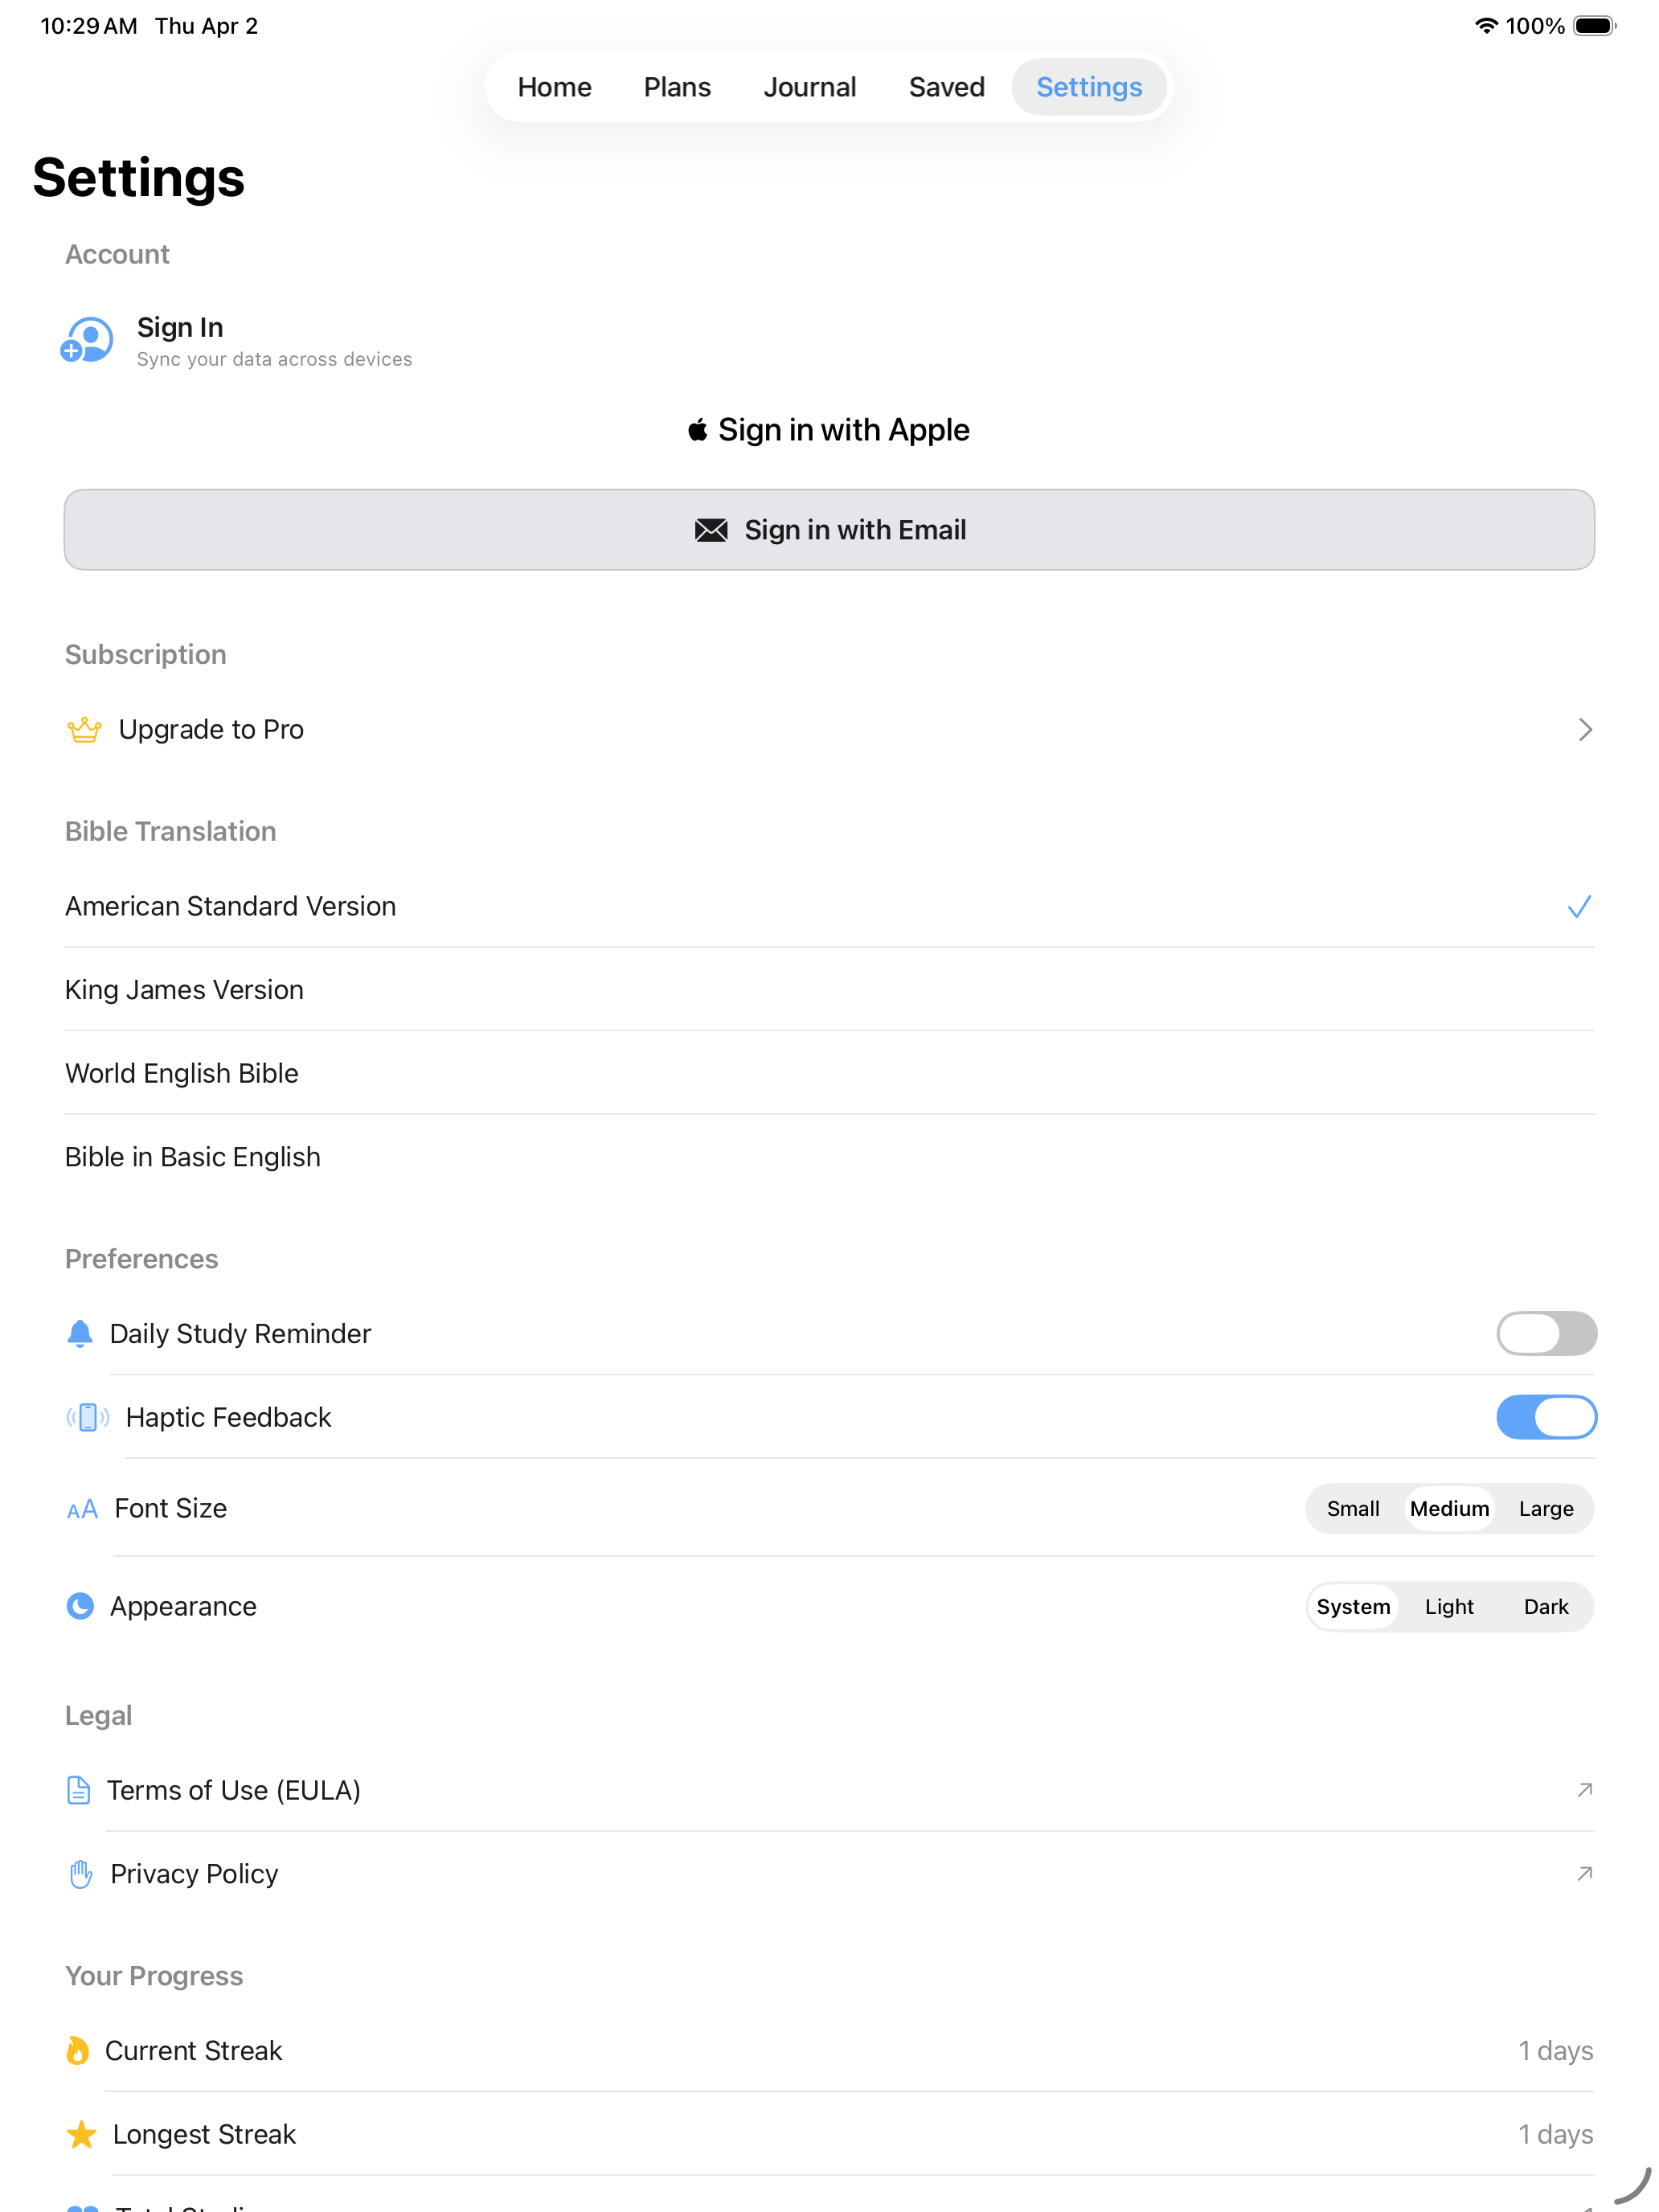 10:29 AM Thu Apr 2
100%
Home Plans Journal Saved Settings
Settings
Account
Sign In
Sync your data across devices
Sign in with Apple
Sign in with Email
Subscription
Upgrade to Pro
Bible Translation
American Standard Version
King James Version
World English Bible
Bible in Basic English
Preferences
Daily Study Reminder
Haptic Feedback
AA Font Size Small Medium Large
Appearance System Light Dark
Legal
Terms of Use (EULA)
Privacy Policy
Your Progress
Current Streak 1 days
Longest Streak 1 days